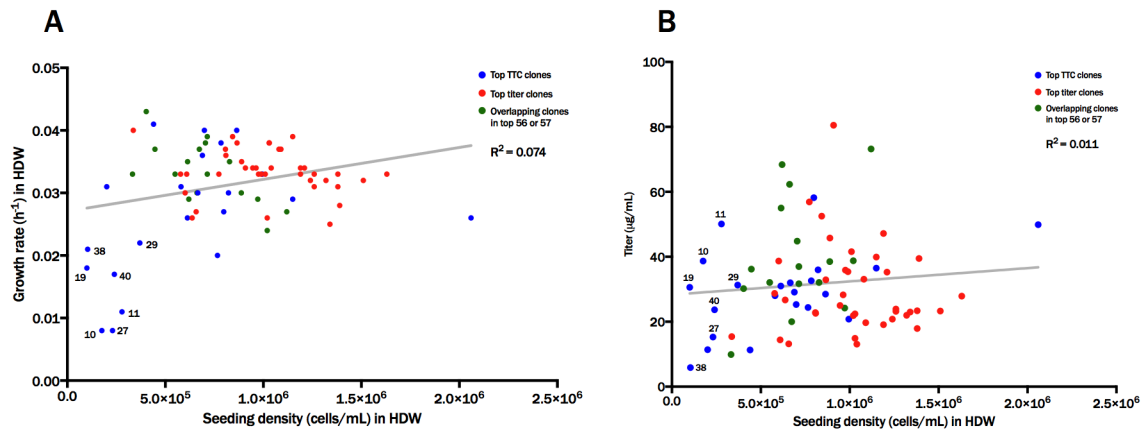 A
B
0.05
0.04
0.03
0.02
0.01
0.00
Growth rate (h⁻¹) in HDW
0.0
5.0×10⁵
1.0×10⁶
1.5×10⁶
2.0×10⁶
2.5×10⁶
Seeding density (cells/mL) in HDW
Top TTC clones
Top titer clones
Overlapping clones
in top 56 or 57
R² = 0.074
38
29
19
40
11
10
27
100
80
60
40
20
0
Titer (µg/mL)
0.0
5.0×10⁵
1.0×10⁶
1.5×10⁶
2.0×10⁶
2.5×10⁶
Seeding density (cells/mL) in HDW
Top TTC clones
Top titer clones
Overlapping clones
in top 56 or 57
R² = 0.011
11
10
19
29
40
27
38